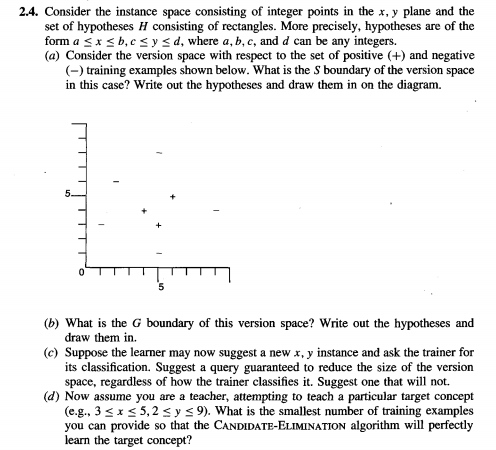 2.4. Consider the instance space consisting of integer points in the x, y plane and the
set of hypotheses H consisting of rectangles. More precisely, hypotheses are of the
form a ≤ x ≤ b, c ≤ y ≤ d, where a, b, c, and d can be any integers.
(a) Consider the version space with respect to the set of positive (+) and negative
(−) training examples shown below. What is the S boundary of the version space
in this case? Write out the hypotheses and draw them in on the diagram.
−
−
5
+
+
−
−
+
−
0
5
(b) What is the G boundary of this version space? Write out the hypotheses and
draw them in.
(c) Suppose the learner may now suggest a new x, y instance and ask the trainer for
its classification. Suggest a query guaranteed to reduce the size of the version
space, regardless of how the trainer classifies it. Suggest one that will not.
(d) Now assume you are a teacher, attempting to teach a particular target concept
(e.g., 3 ≤ x ≤ 5, 2 ≤ y ≤ 9). What is the smallest number of training examples
you can provide so that the CANDIDATE-ELIMINATION algorithm will perfectly
learn the target concept?